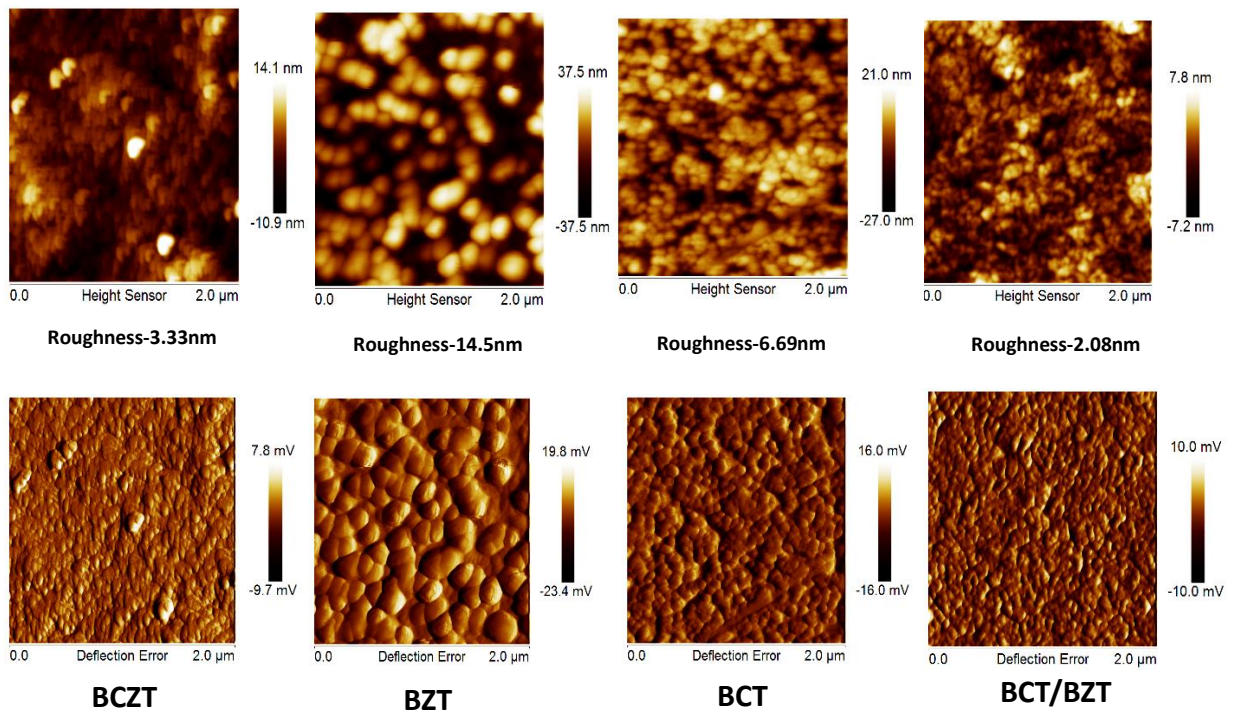 14.1 nm
-10.9 nm
0.0 Height Sensor 2.0 µm
Roughness-3.33nm
37.5 nm
-37.5 nm
0.0 Height Sensor 2.0 µm
Roughness-14.5nm
21.0 nm
-27.0 nm
0.0 Height Sensor 2.0 µm
Roughness-6.69nm
7.8 nm
-7.2 nm
0.0 Height Sensor 2.0 µm
Roughness-2.08nm
7.8 mV
-9.7 mV
0.0 Deflection Error 2.0 µm
BCZT
19.8 mV
-23.4 mV
0.0 Deflection Error 2.0 µm
BZT
16.0 mV
-16.0 mV
0.0 Deflection Error 2.0 µm
BCT
10.0 mV
-10.0 mV
0.0 Deflection Error 2.0 µm
BCT/BZT